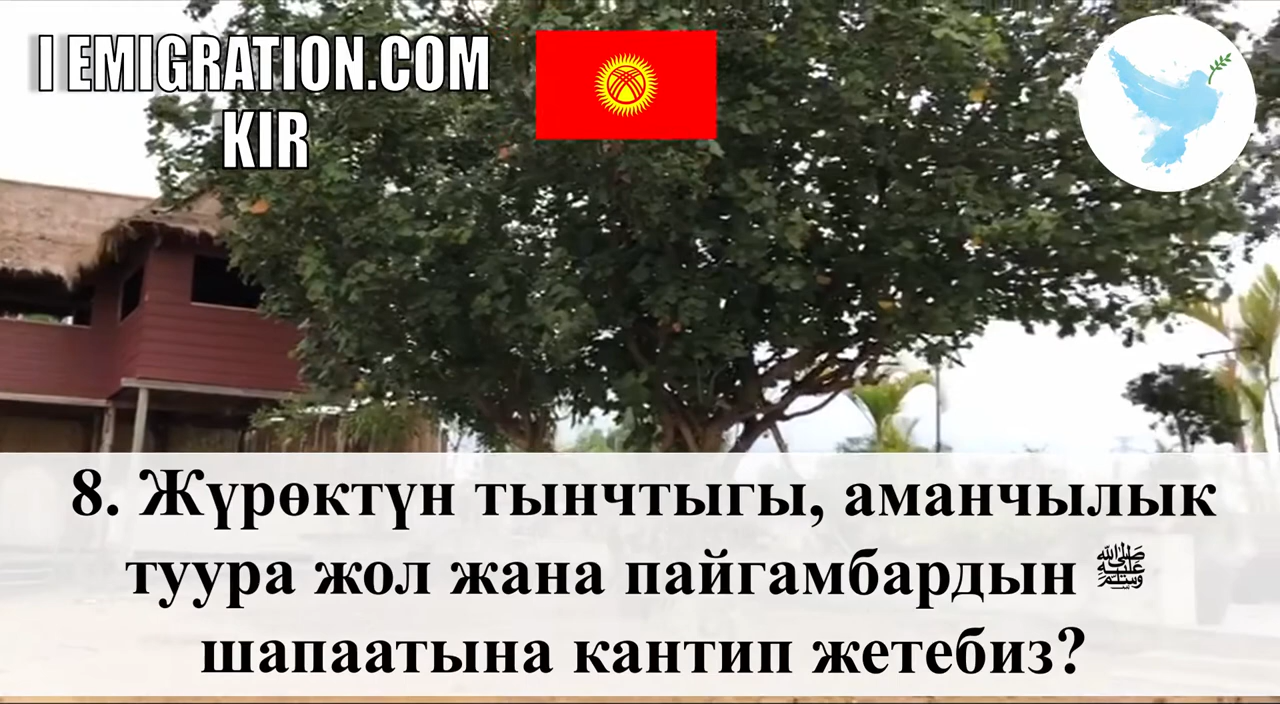 I EMIGRATION.COM
KIR
8. Жүрөктүн тынчтыгы, аманчылык
туура жол жана пайгамбардын ﷺ
шапаатына кантип жетебиз?